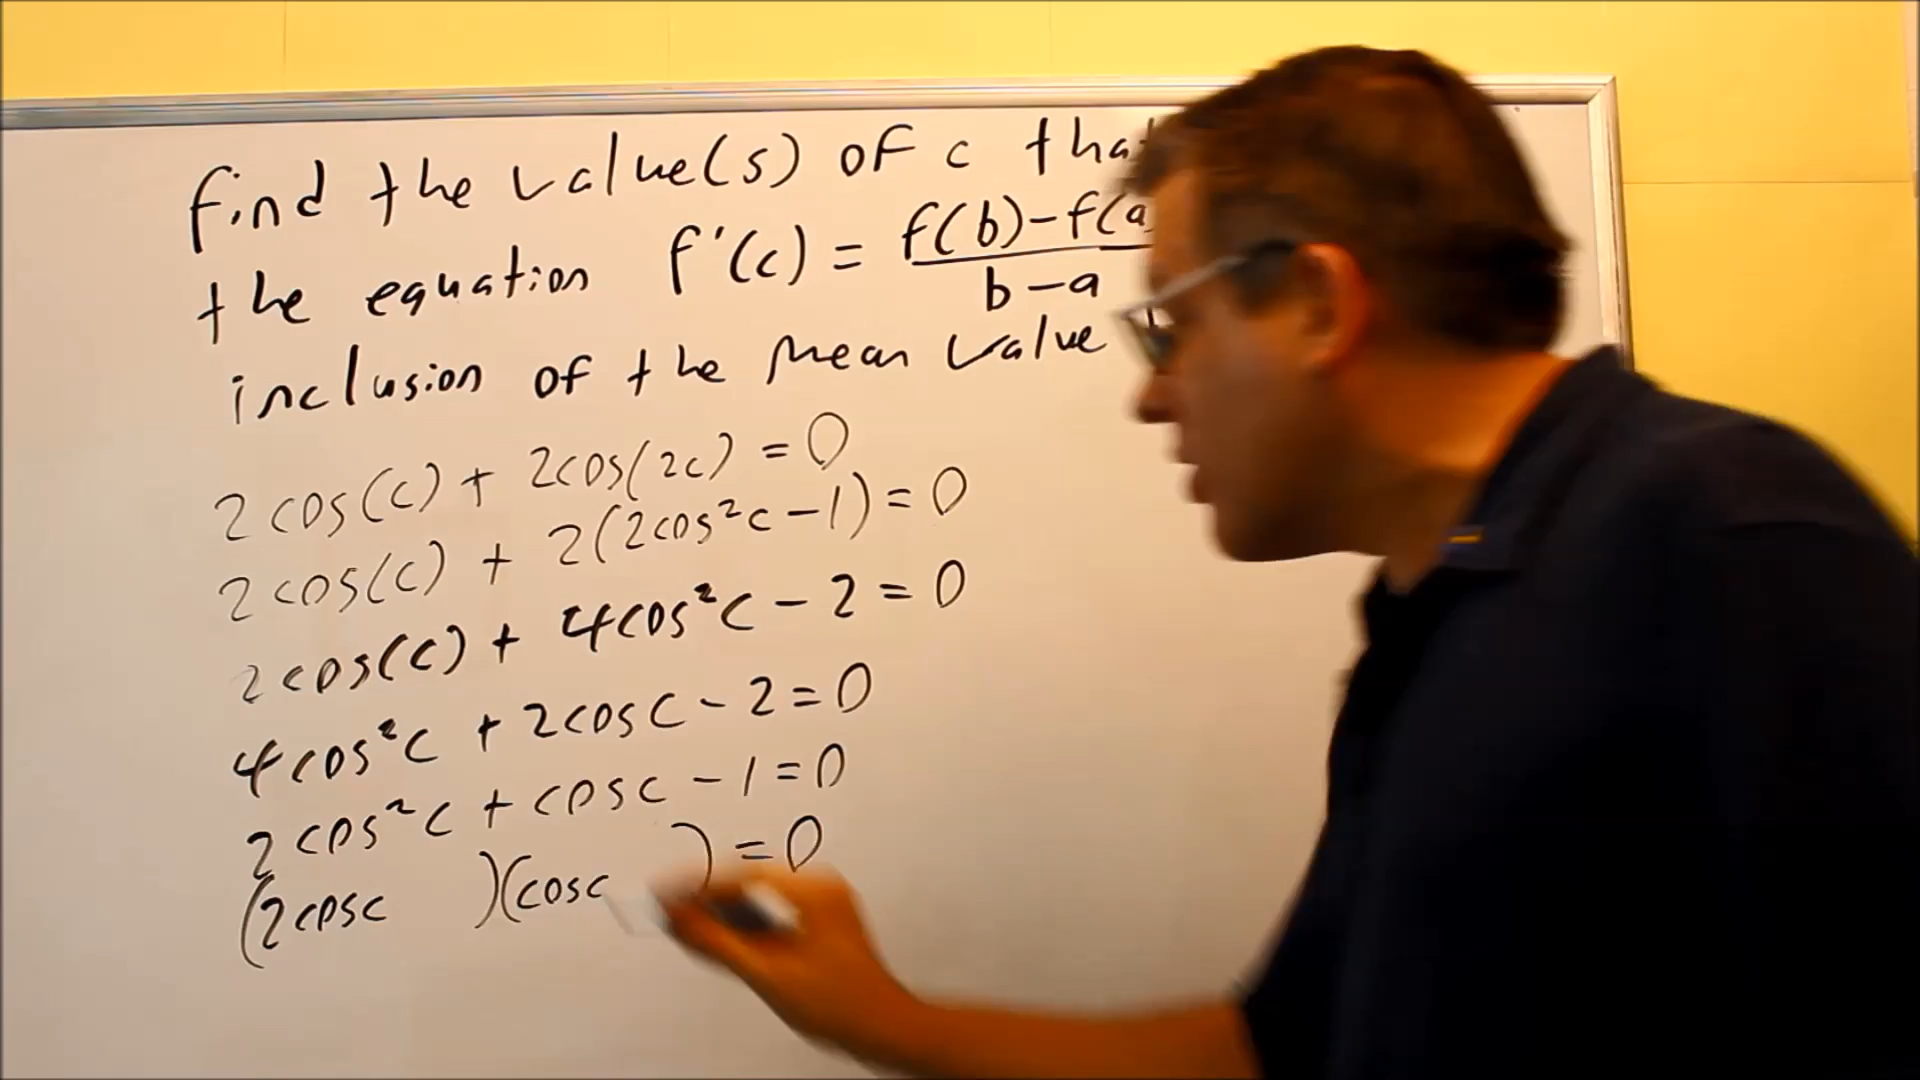 find the value(s) of c
the equation f'(c) = f(b)-f(a / b-a
inclusion of the mean value
2cos(c) + 2cos(2c) = 0
2cos(c) + 2(2cos²c - 1) = 0
2cos(c) + 4cos²c - 2 = 0
4cos²c + 2cosc - 2 = 0
2cos²c + cosc - 1 = 0
(2cosc )(cosc ) = 0